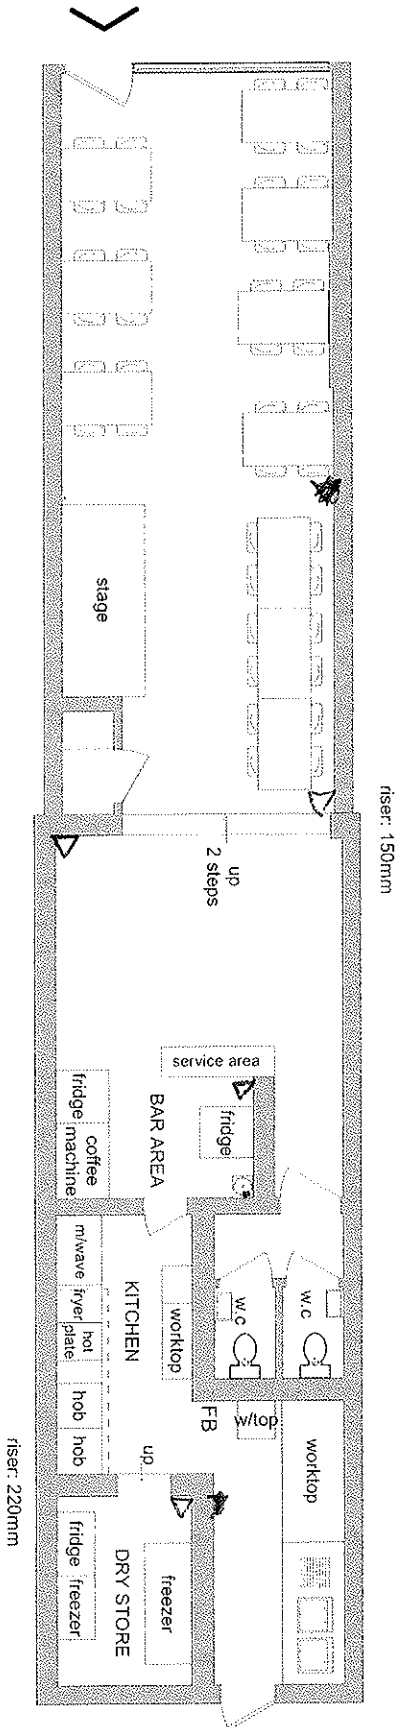 stage
riser: 150mm
up
2 steps
service area
fridge
BAR AREA
fridge
coffee
machine
m/wave
fryer
hot
plate
hob
hob
KITCHEN
worktop
w.c
w.c
FB
w/top
worktop
up
riser: 220mm
DRY STORE
freezer
fridge
freezer